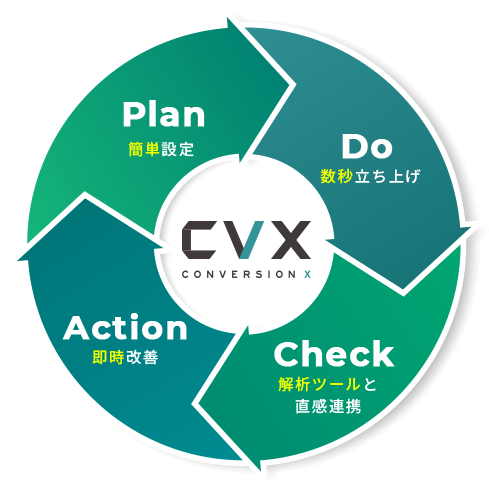 Plan
簡単設定
Do
数秒立ち上げ
CVX
CONVERSION X
Action
即時改善
Check
解析ツールと
直感連携